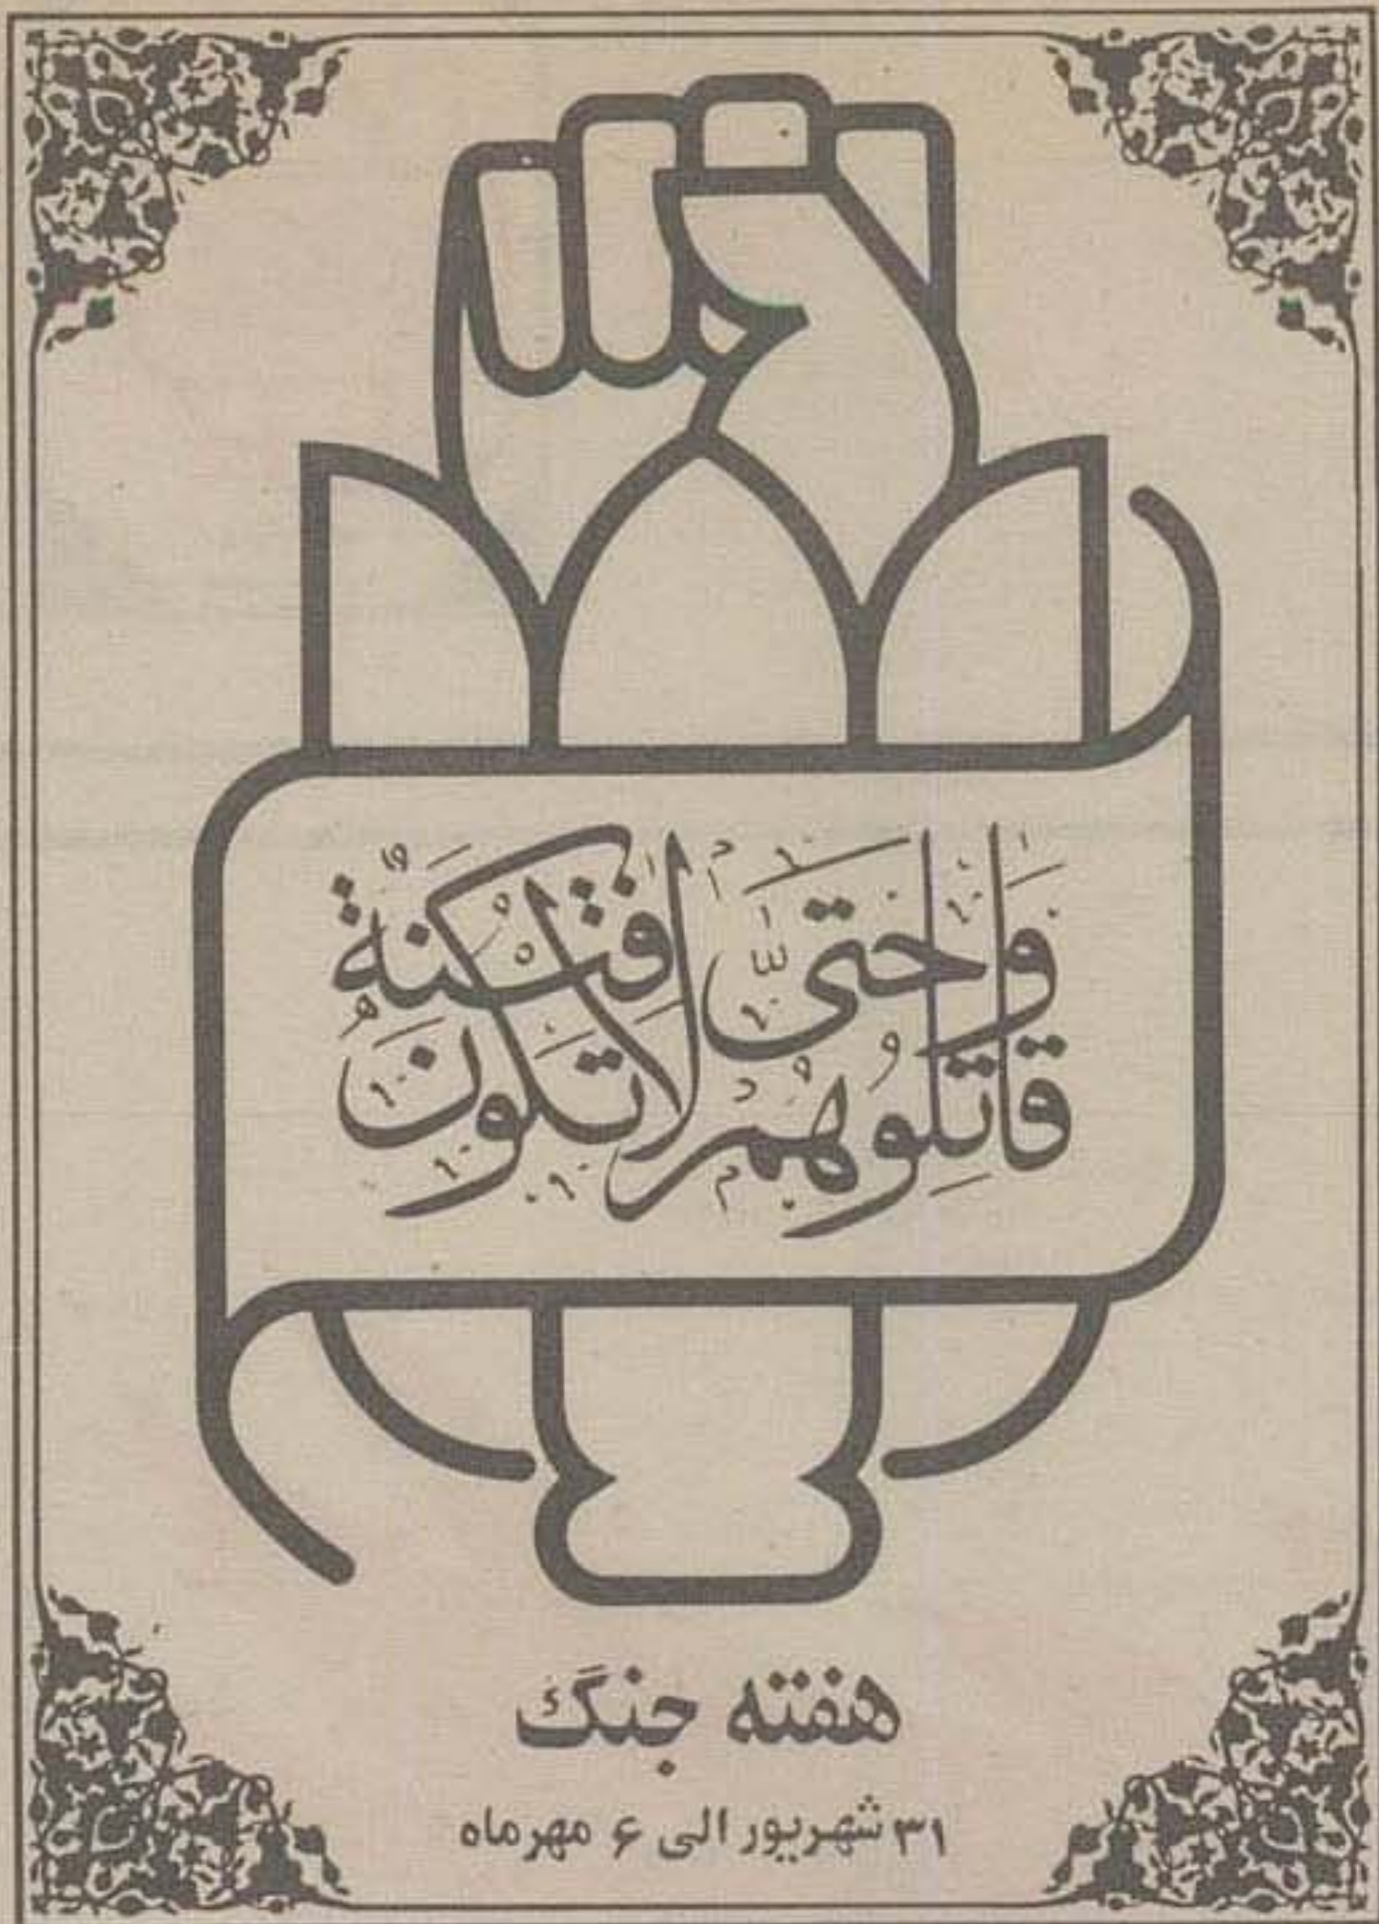 وَقَاتِلُوهُمْ حَتَّىٰ لَا تَكُونَ فِتْنَةٌ
هفته جنگ
۳۱ شهریور الی ۶ مهرماه